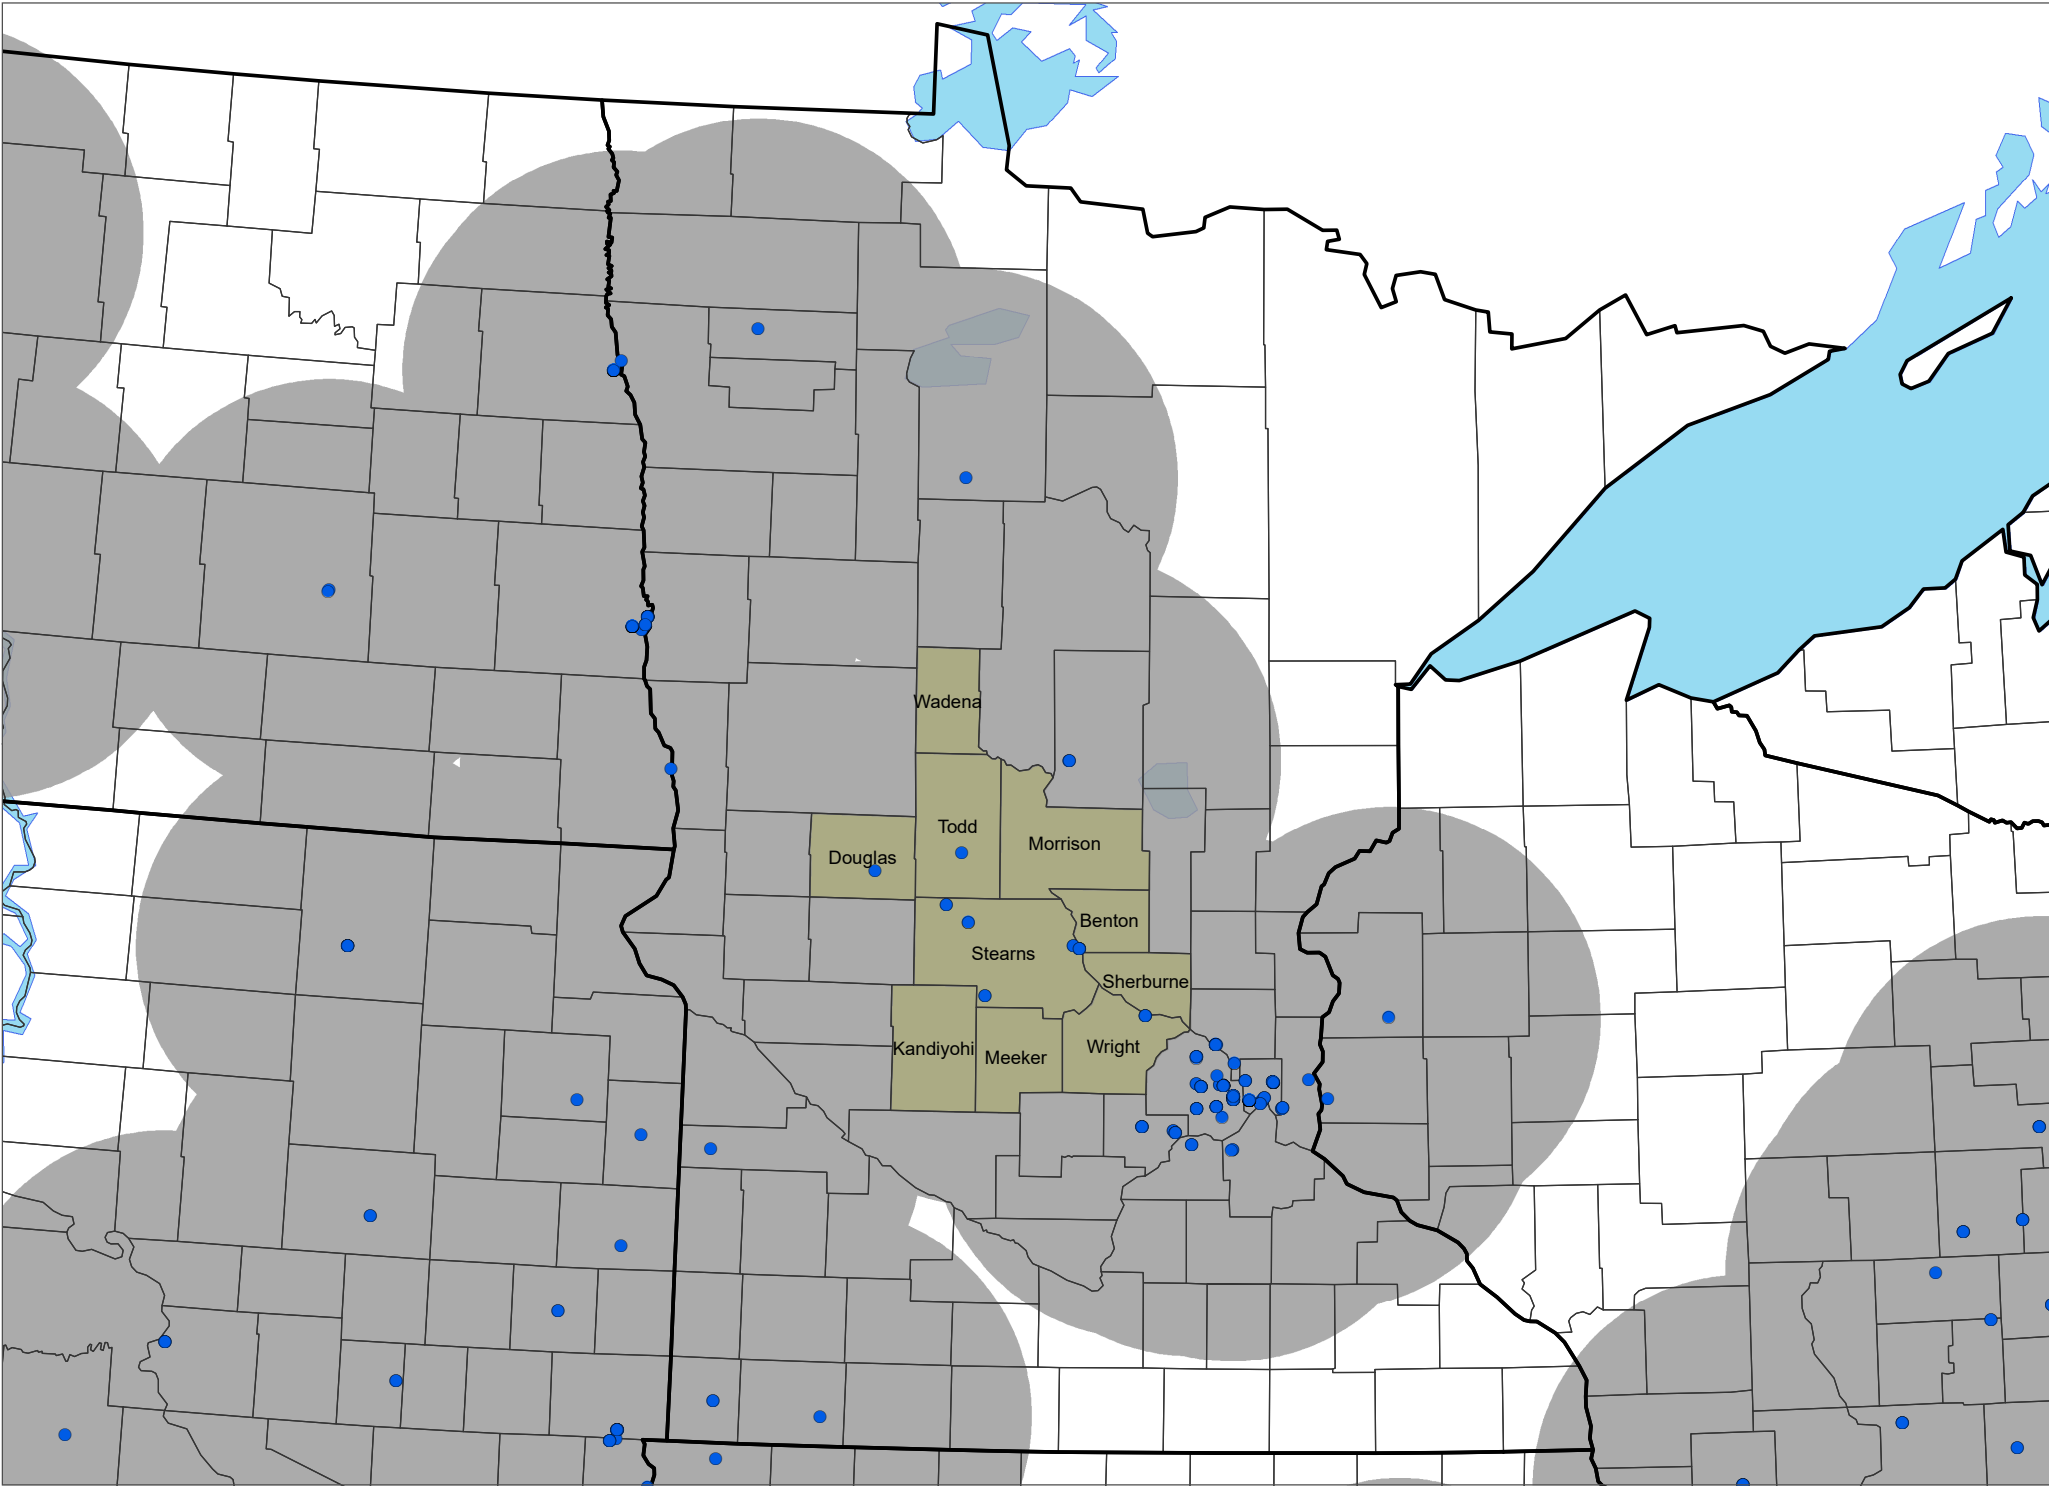 Wadena
Todd
Morrison
Douglas
Benton
Stearns
Sherburne
Kandiyohi
Meeker
Wright